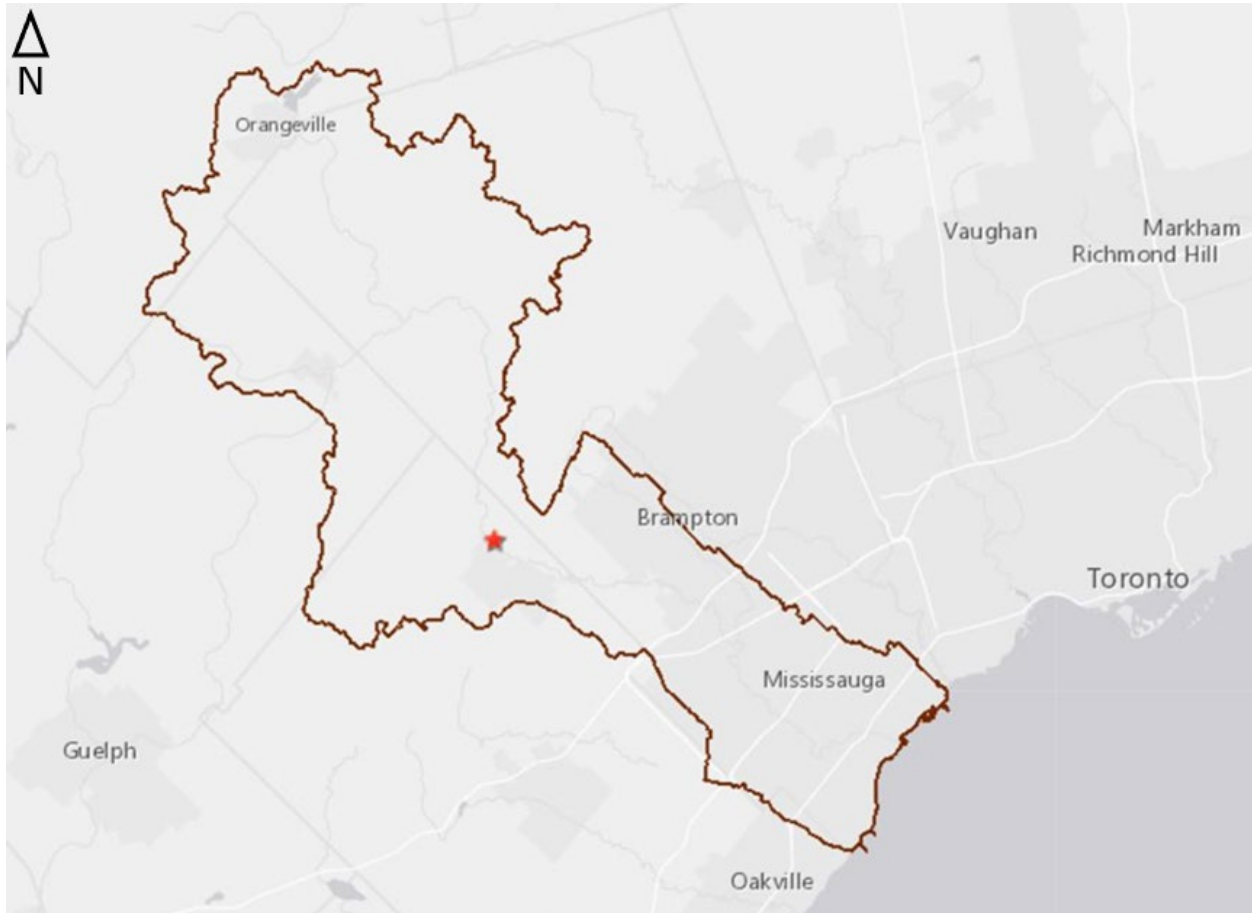 N
Orangeville
Vaughan
Markham
Richmond Hill
Brampton
Toronto
Mississauga
Guelph
Oakville